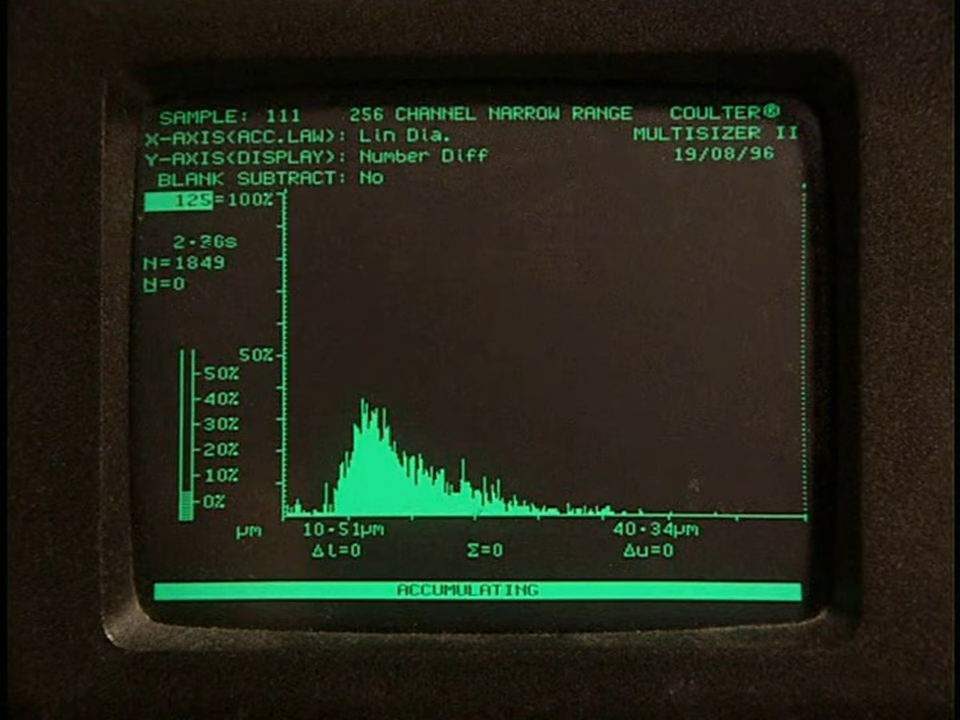 SAMPLE: 111 256 CHANNEL NARROW RANGE COULTER®
X-AXIS(ACC.LAW): Lin Dia. MULTISIZER II
Y-AXIS(DISPLAY): Number Diff 19/08/96
BLANK SUBTRACT: No
125=100%
2.36s
N=1849
N=0
50%
50%
40%
30%
20%
10%
0%
µm 10.51µm 40.34µm
Δl=0 Σ=0 Δu=0
ACCUMULATING